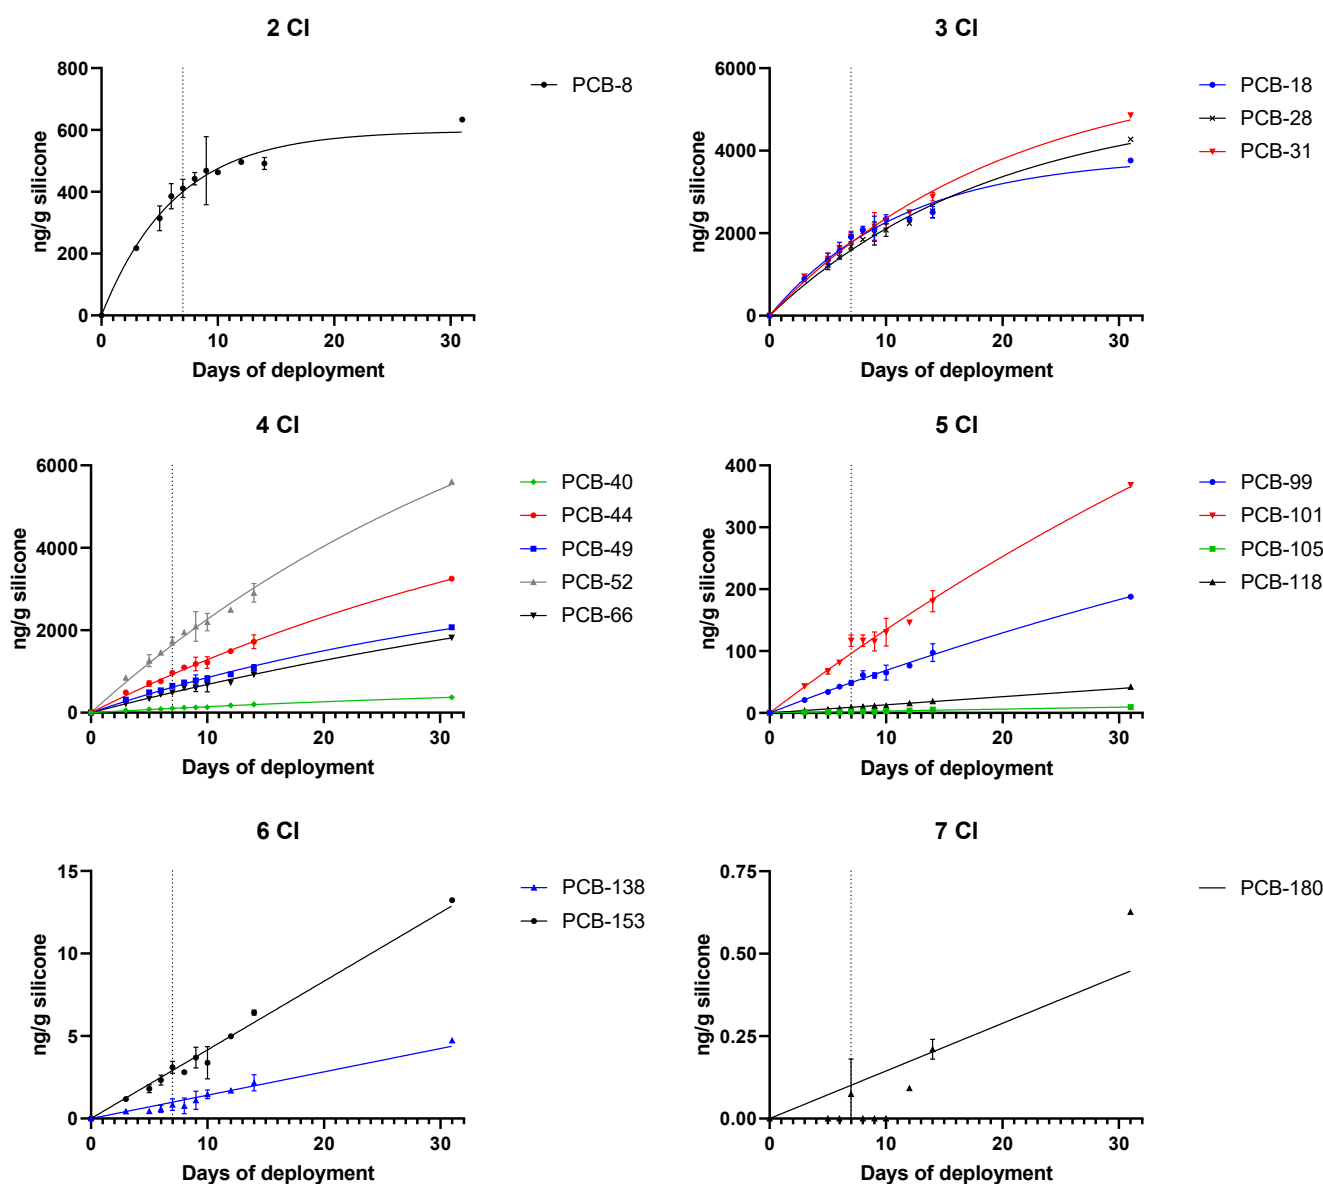 2 Cl
ng/g silicone
800
600
400
200
0
0 10 20 30
Days of deployment
PCB-8
3 Cl
ng/g silicone
6000
4000
2000
0
0 10 20 30
Days of deployment
PCB-18
PCB-28
PCB-31
4 Cl
ng/g silicone
6000
4000
2000
0
0 10 20 30
Days of deployment
PCB-40
PCB-44
PCB-49
PCB-52
PCB-66
5 Cl
ng/g silicone
400
300
200
100
0
0 10 20 30
Days of deployment
PCB-99
PCB-101
PCB-105
PCB-118
6 Cl
ng/g silicone
15
10
5
0
0 10 20 30
Days of deployment
PCB-138
PCB-153
7 Cl
ng/g silicone
0.75
0.50
0.25
0.00
0 10 20 30
Days of deployment
PCB-180